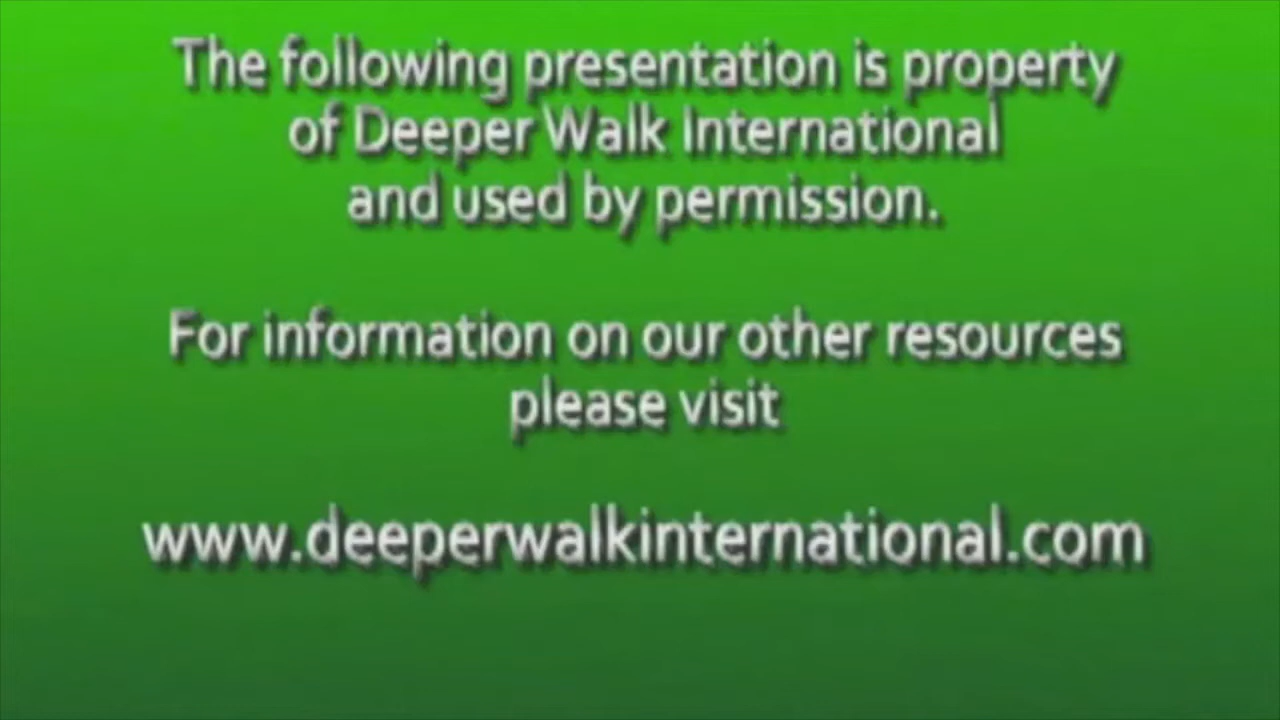 The following presentation is property
of Deeper Walk International
and used by permission.
For information on our other resources
please visit
www.deeperwalkinternational.com